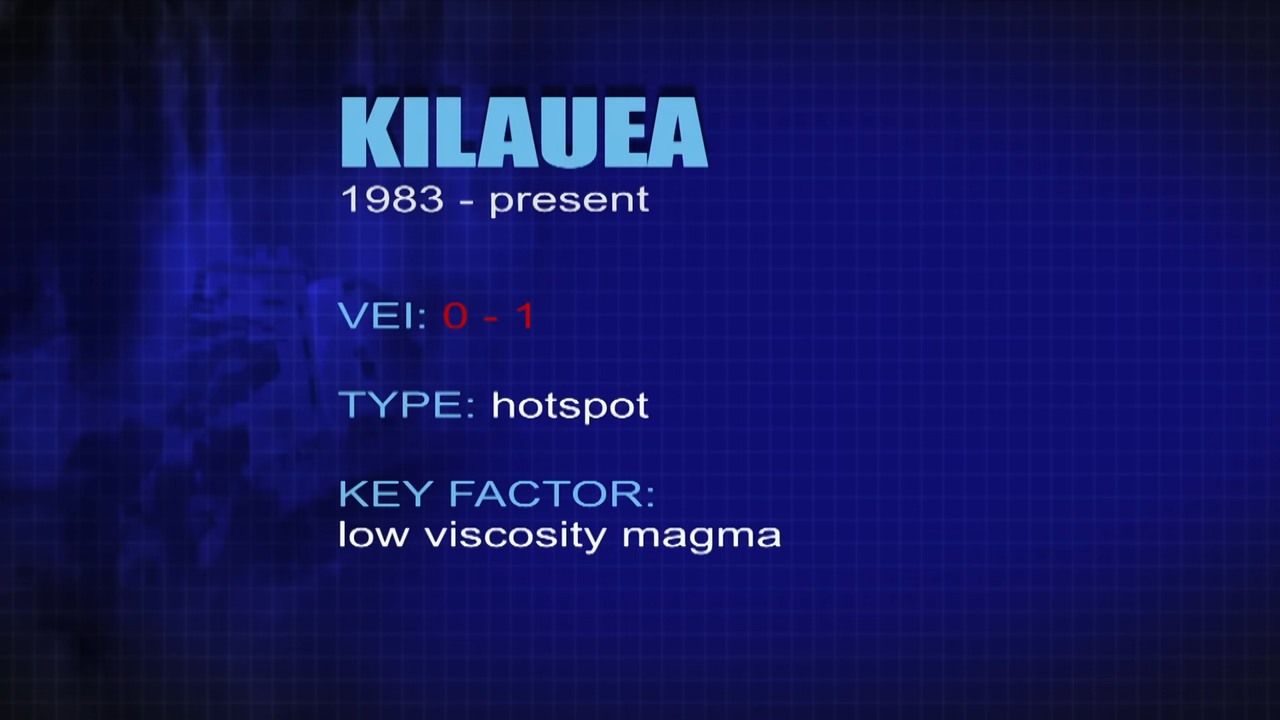 KILAUEA
1983 - present
VEI: 0 - 1
TYPE: hotspot
KEY FACTOR:
low viscosity magma